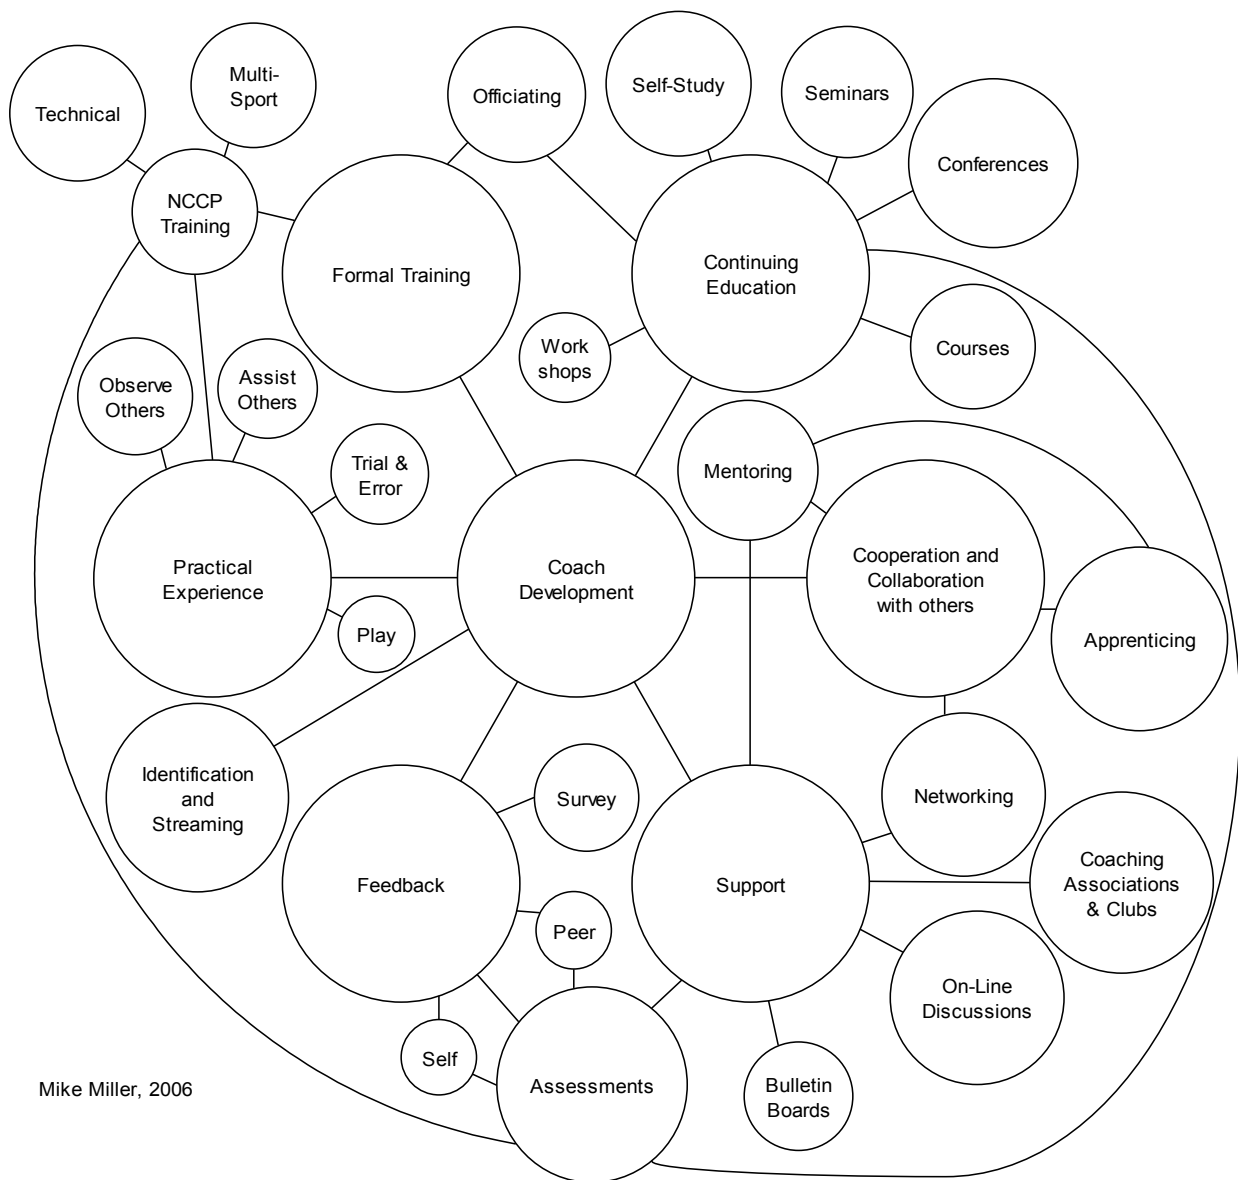 Multi-
Sport
Technical
Officiating
Self-Study
Seminars
Conferences
NCCP
Training
Formal Training
Continuing
Education
Work
shops
Courses
Observe
Others
Assist
Others
Trial &
Error
Mentoring
Practical
Experience
Coach
Development
Cooperation and
Collaboration
with others
Play
Apprenticing
Identification
and
Streaming
Survey
Networking
Feedback
Support
Coaching
Associations
& Clubs
Peer
On-Line
Discussions
Self
Assessments
Bulletin
Boards
Mike Miller, 2006